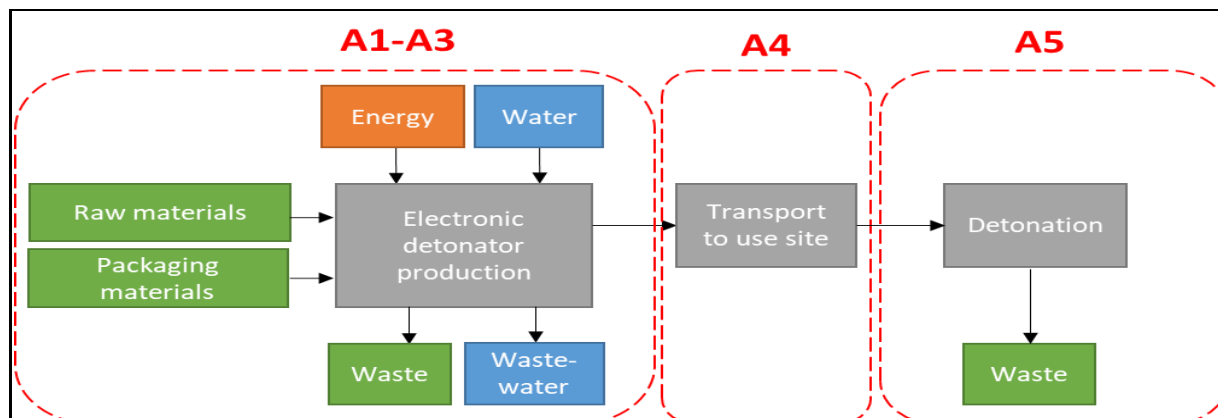 A1-A3
A4
A5
Energy
Water
Raw materials
Packaging
materials
Electronic
detonator
production
Transport
to use site
Detonation
Waste
Waste-
water
Waste